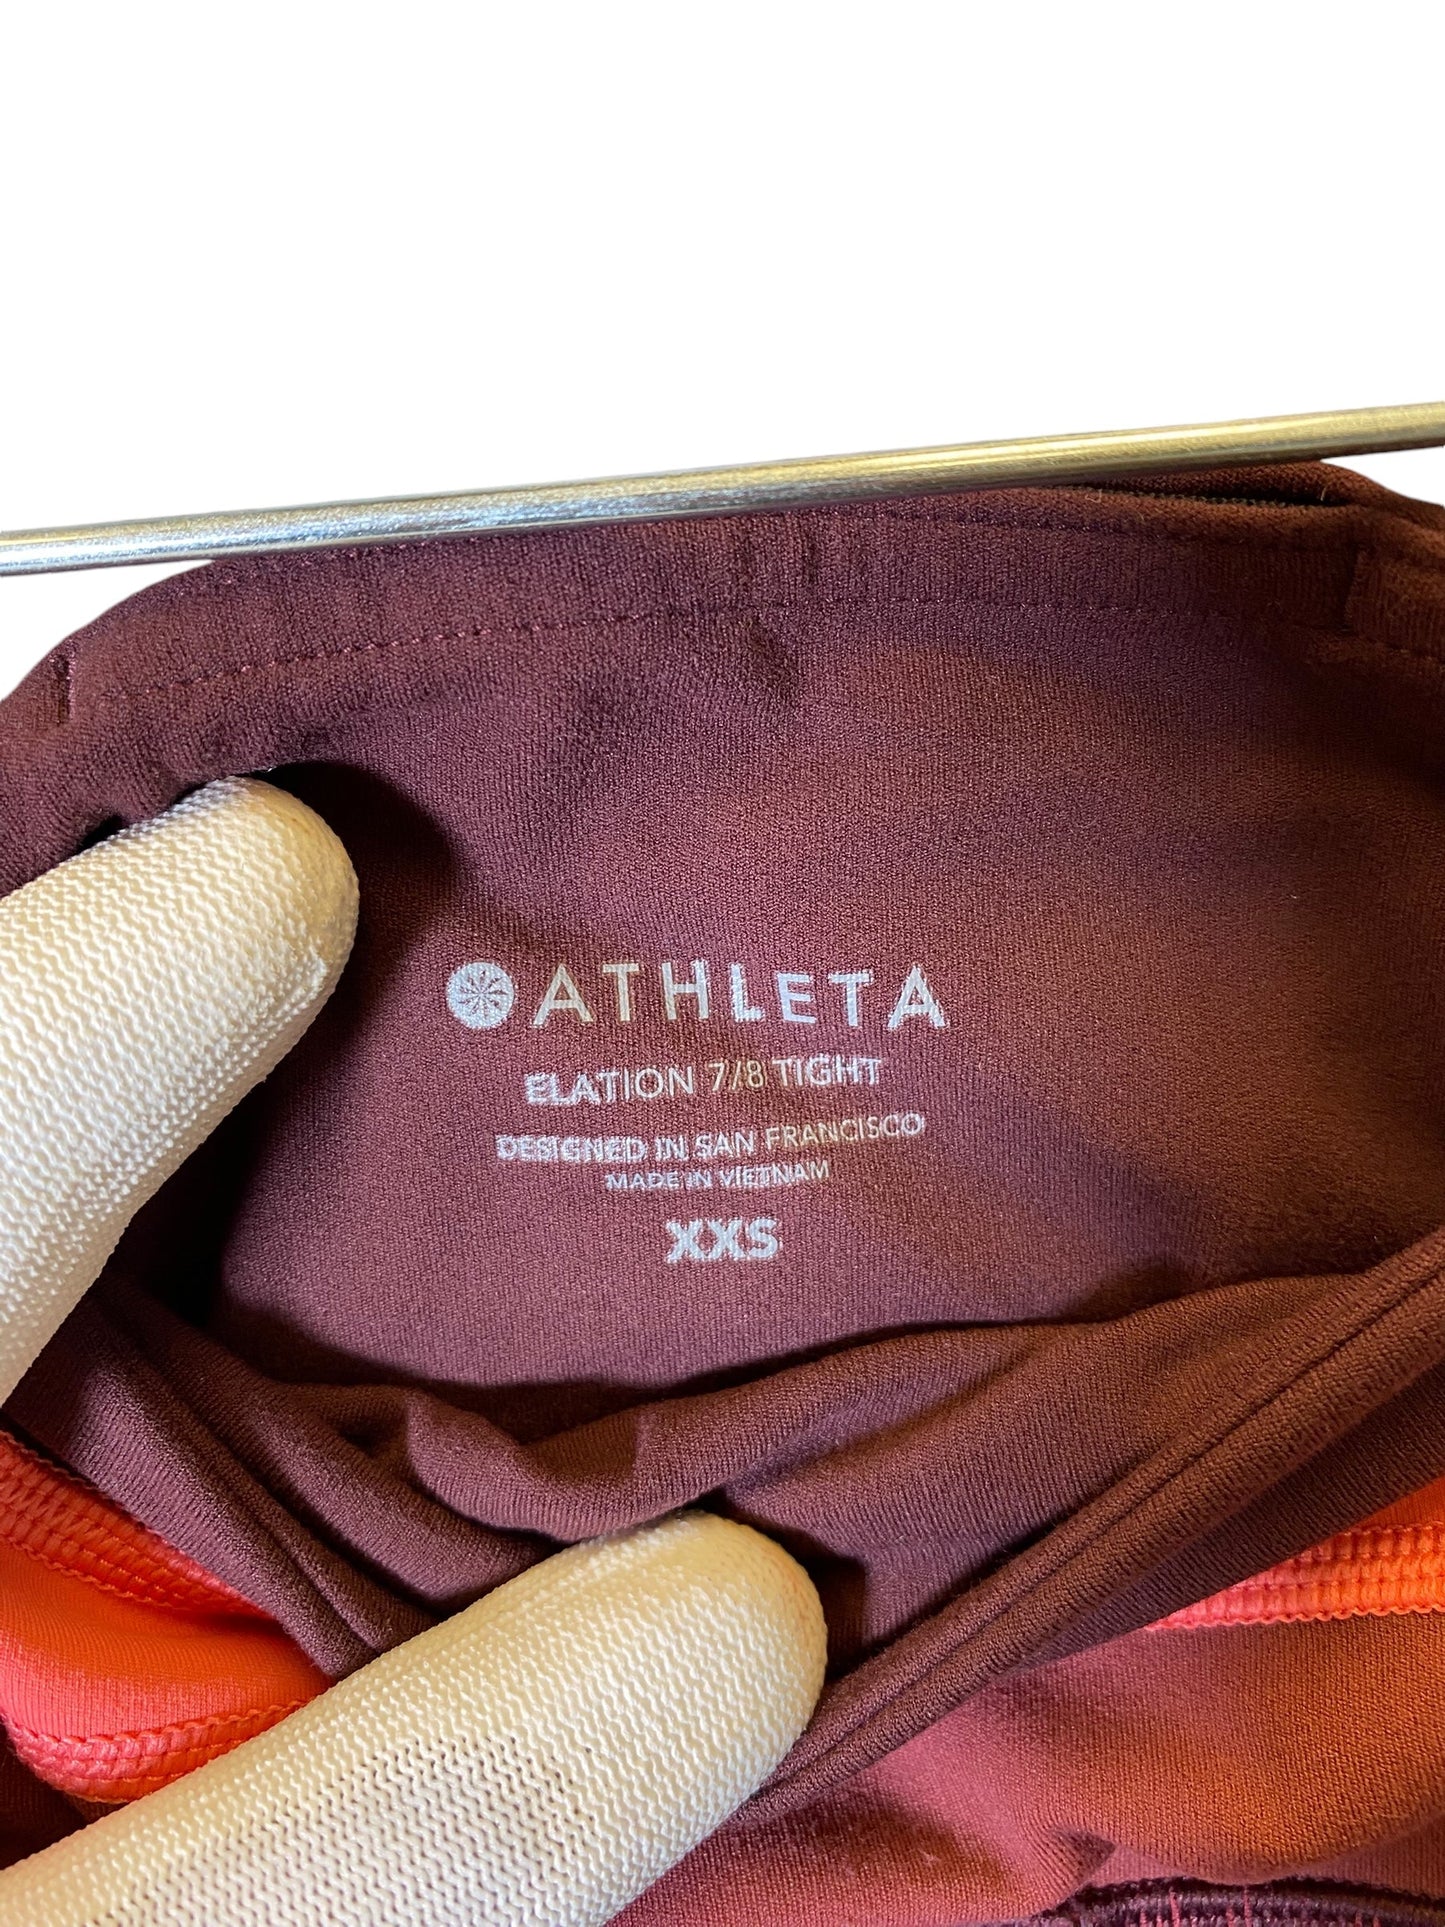 ATHLETA
ELATION 7/8 TIGHT
DESIGNED IN SAN FRANCISCO
MADE IN VIETNAM
XXS